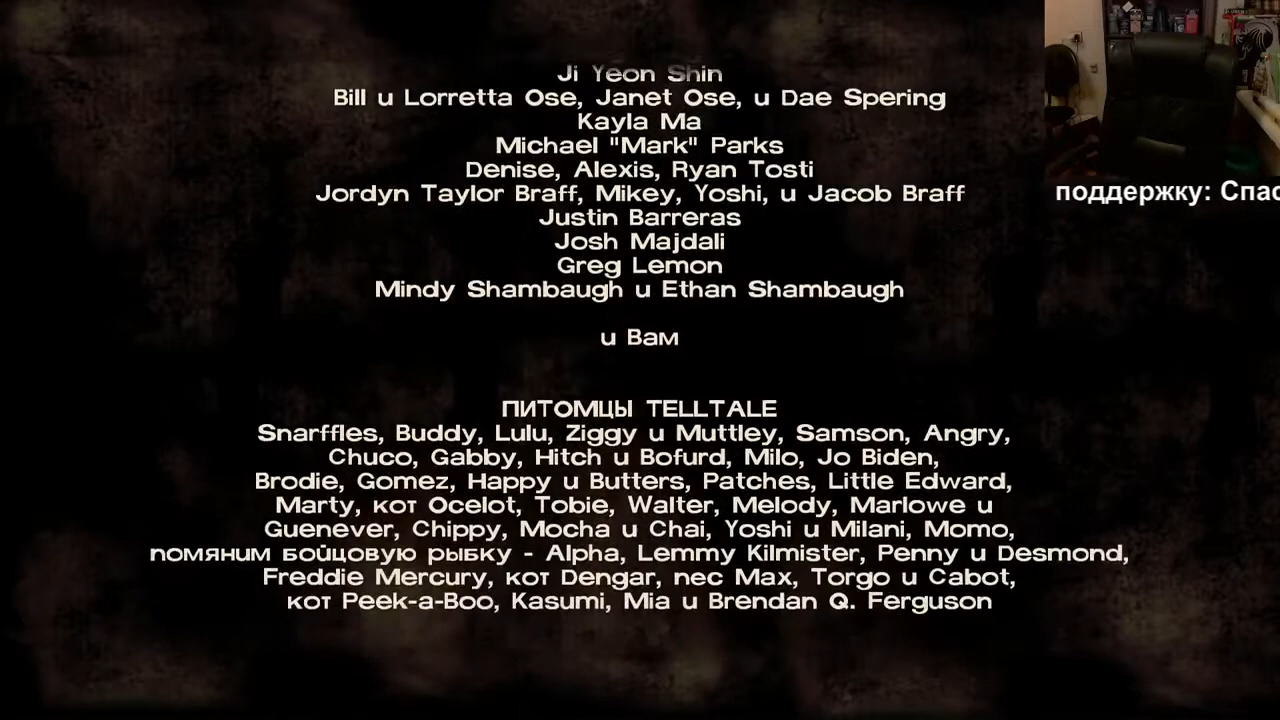 Ji Yeon Shin
Bill и Lorretta Ose, Janet Ose, и Dae Spering
Kayla Ma
Michael "Mark" Parks
Denise, Alexis, Ryan Tosti
Jordyn Taylor Braff, Mikey, Yoshi, и Jacob Braff
поддержку: Спас
Justin Barreras
Josh Majdali
Greg Lemon
Mindy Shambaugh и Ethan Shambaugh
и Вам
ПИТОМЦЫ TELLTALE
Snarffles, Buddy, Lulu, Ziggy и Muttley, Samson, Angry,
Chuco, Gabby, Hitch и Bofurd, Milo, Jo Biden,
Brodie, Gomez, Happy и Butters, Patches, Little Edward,
Marty, кот Ocelot, Tobie, Walter, Melody, Marlowe и
Guenever, Chippy, Mocha и Chai, Yoshi и Milani, Momo,
помяним бойцовую рыбку - Alpha, Lemmy Kilmister, Penny и Desmond,
Freddie Mercury, кот Dengar, пес Max, Torgo и Cabot,
кот Peek-a-Boo, Kasumi, Mia и Brendan Q. Ferguson